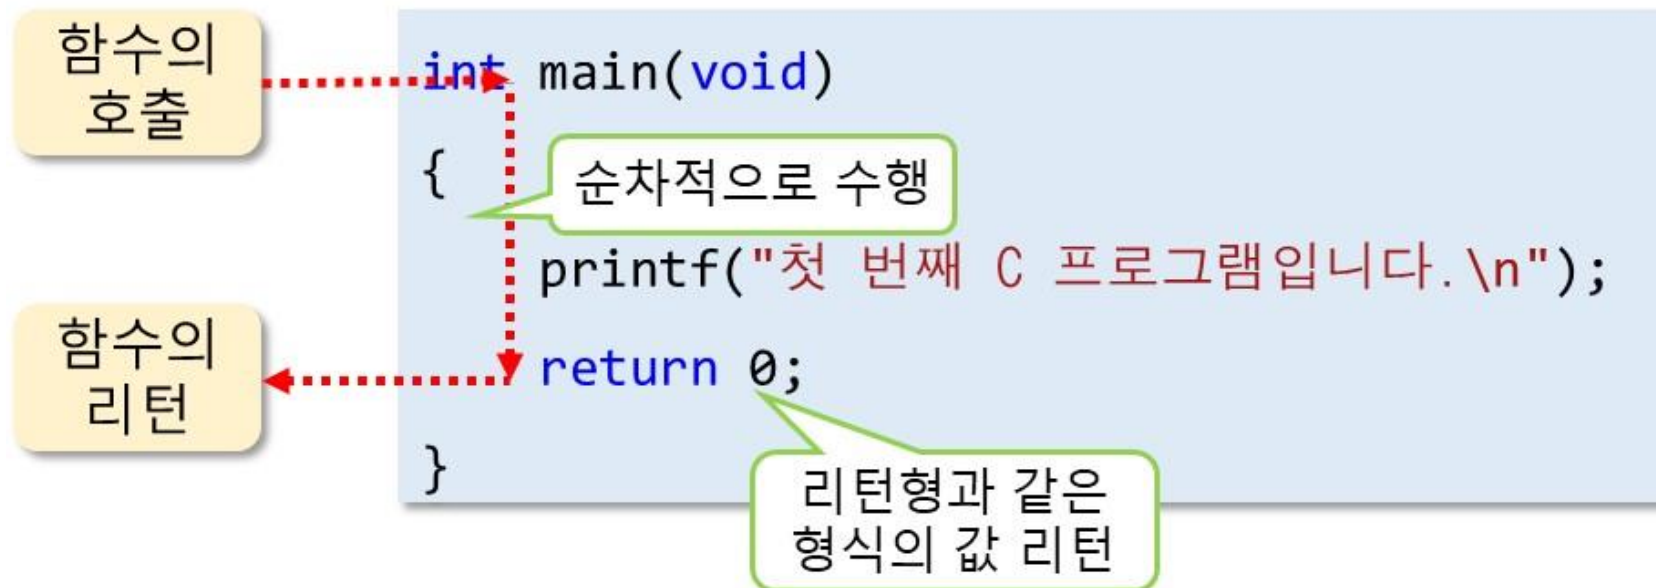 함수의
호출
int main(void)
{
순차적으로 수행
printf("첫 번째 C 프로그램입니다.\n");
함수의
리턴
return 0;
}
리턴형과 같은
형식의 값 리턴